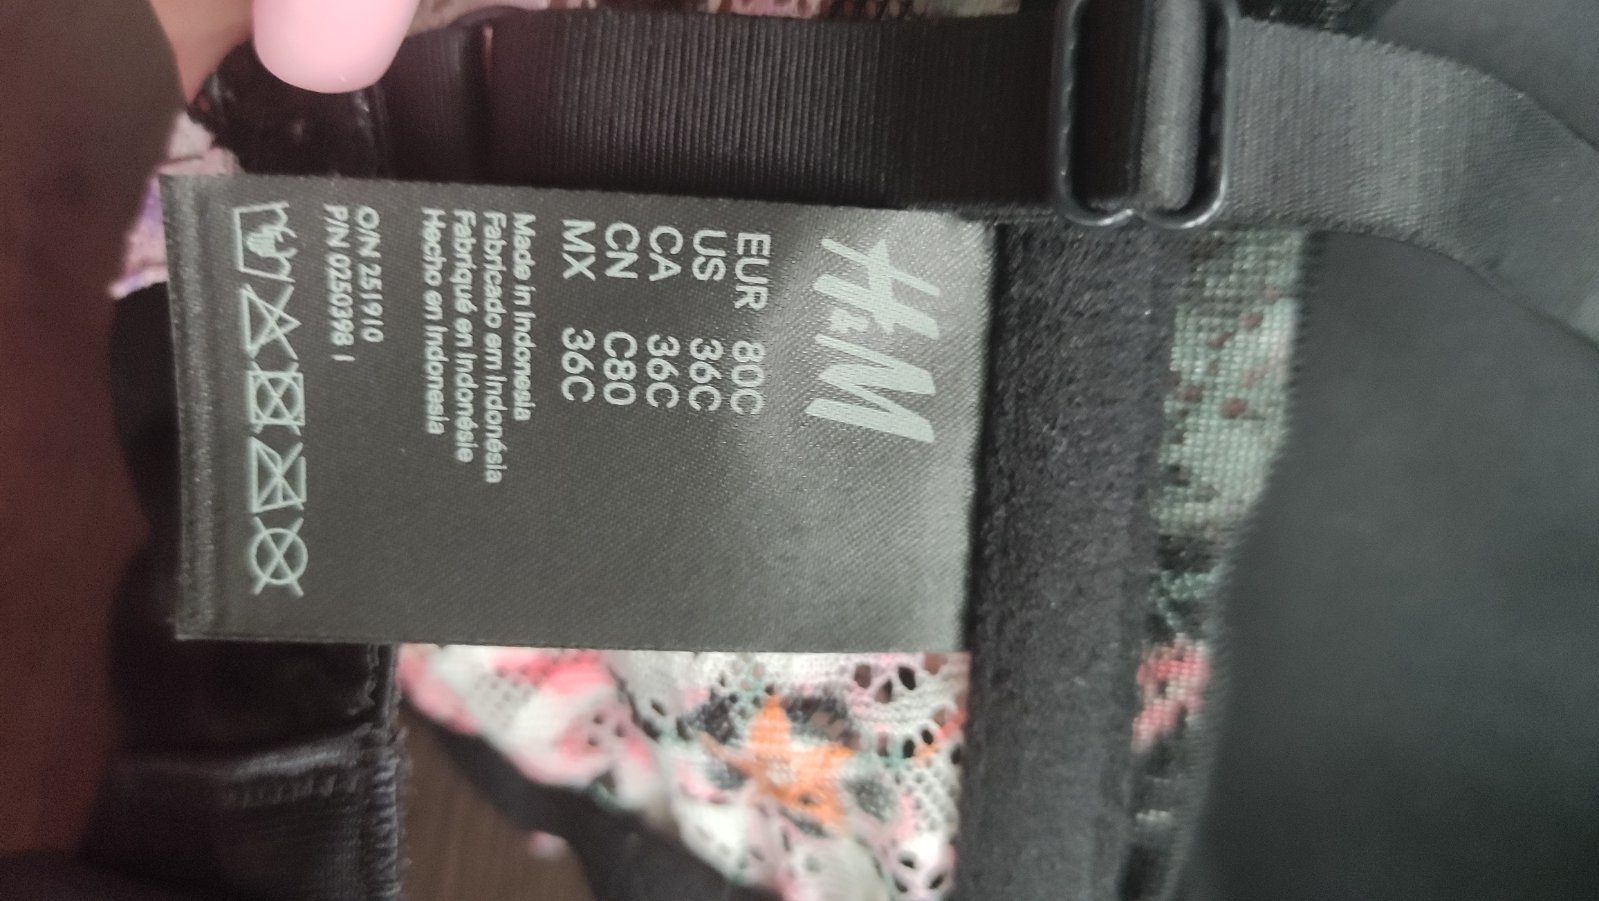 H&M
EUR 80C
US 36C
CA 36C
CN C80
MX 36C
Made in Indonesia
Fabricado em Indonésia
Fabriqué en Indonésie
Hecho en Indonesia
O/N 251910
P/N 0250398 1